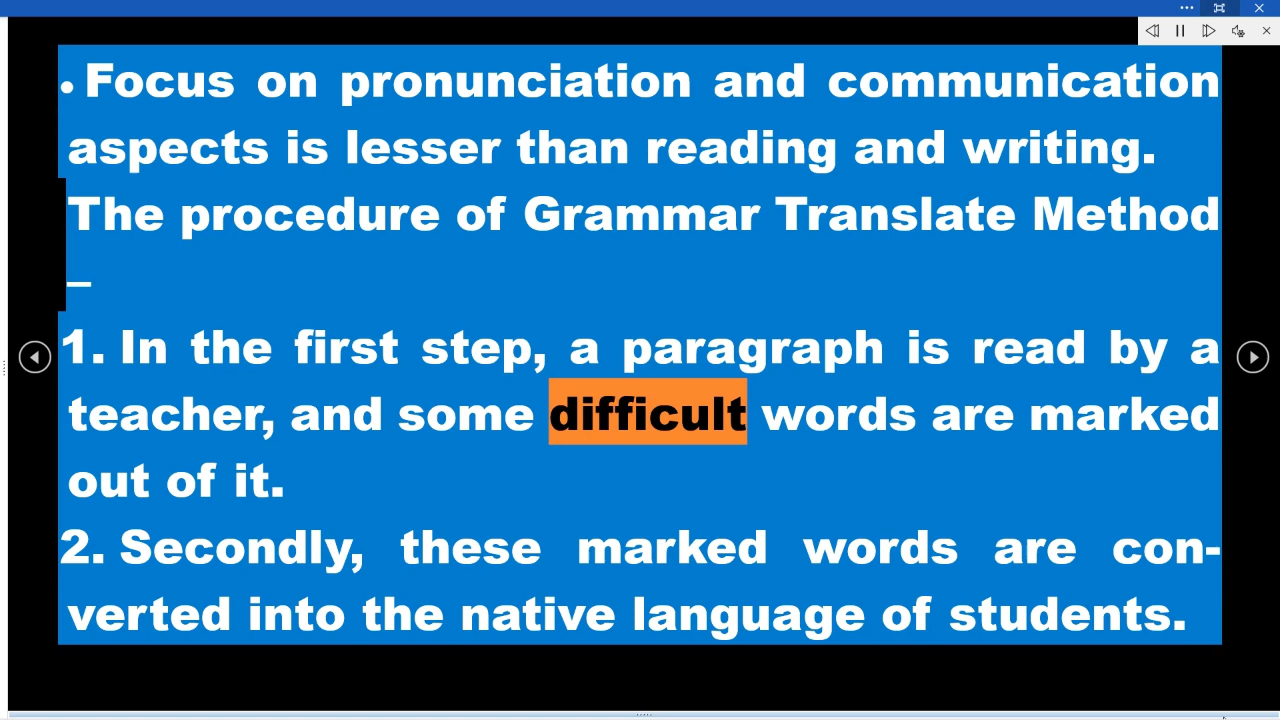 • Focus on pronunciation and communication
aspects is lesser than reading and writing.
The procedure of Grammar Translate Method
–
1. In the first step, a paragraph is read by a
teacher, and some difficult words are marked
out of it.
2. Secondly, these marked words are con-
verted into the native language of students.